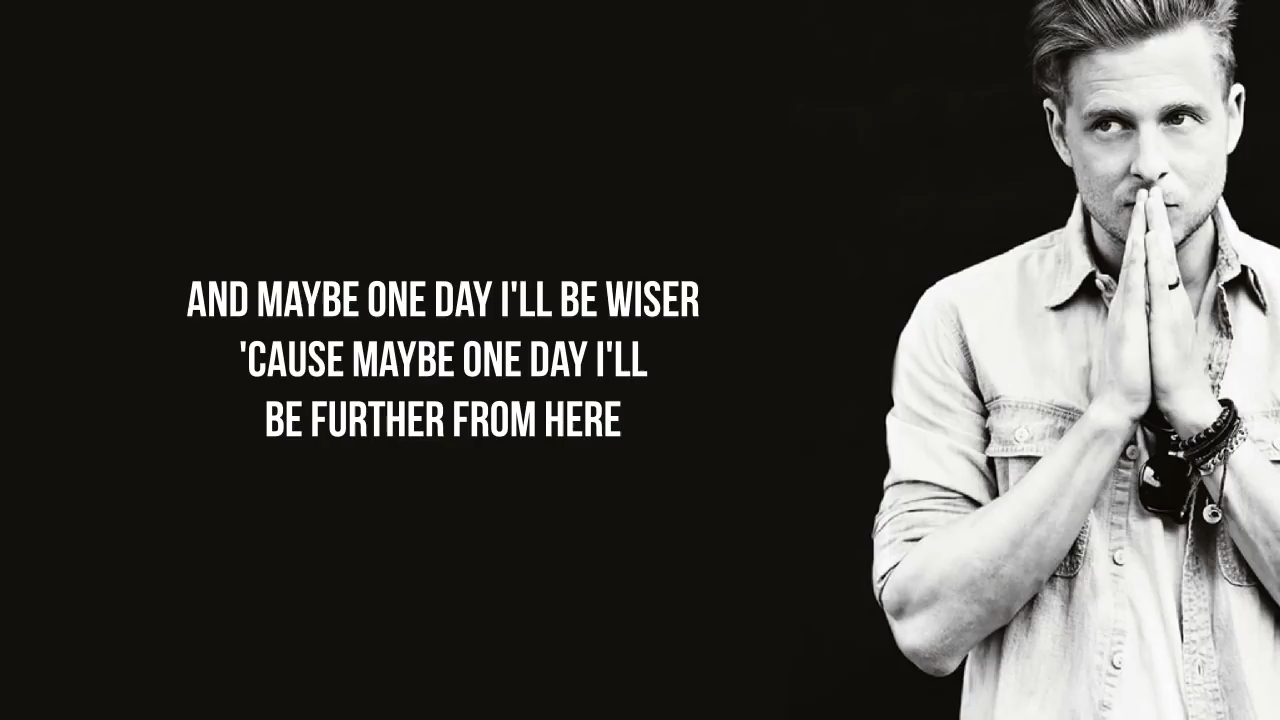 AND MAYBE ONE DAY I'LL BE WISER
'CAUSE MAYBE ONE DAY I'LL
BE FURTHER FROM HERE